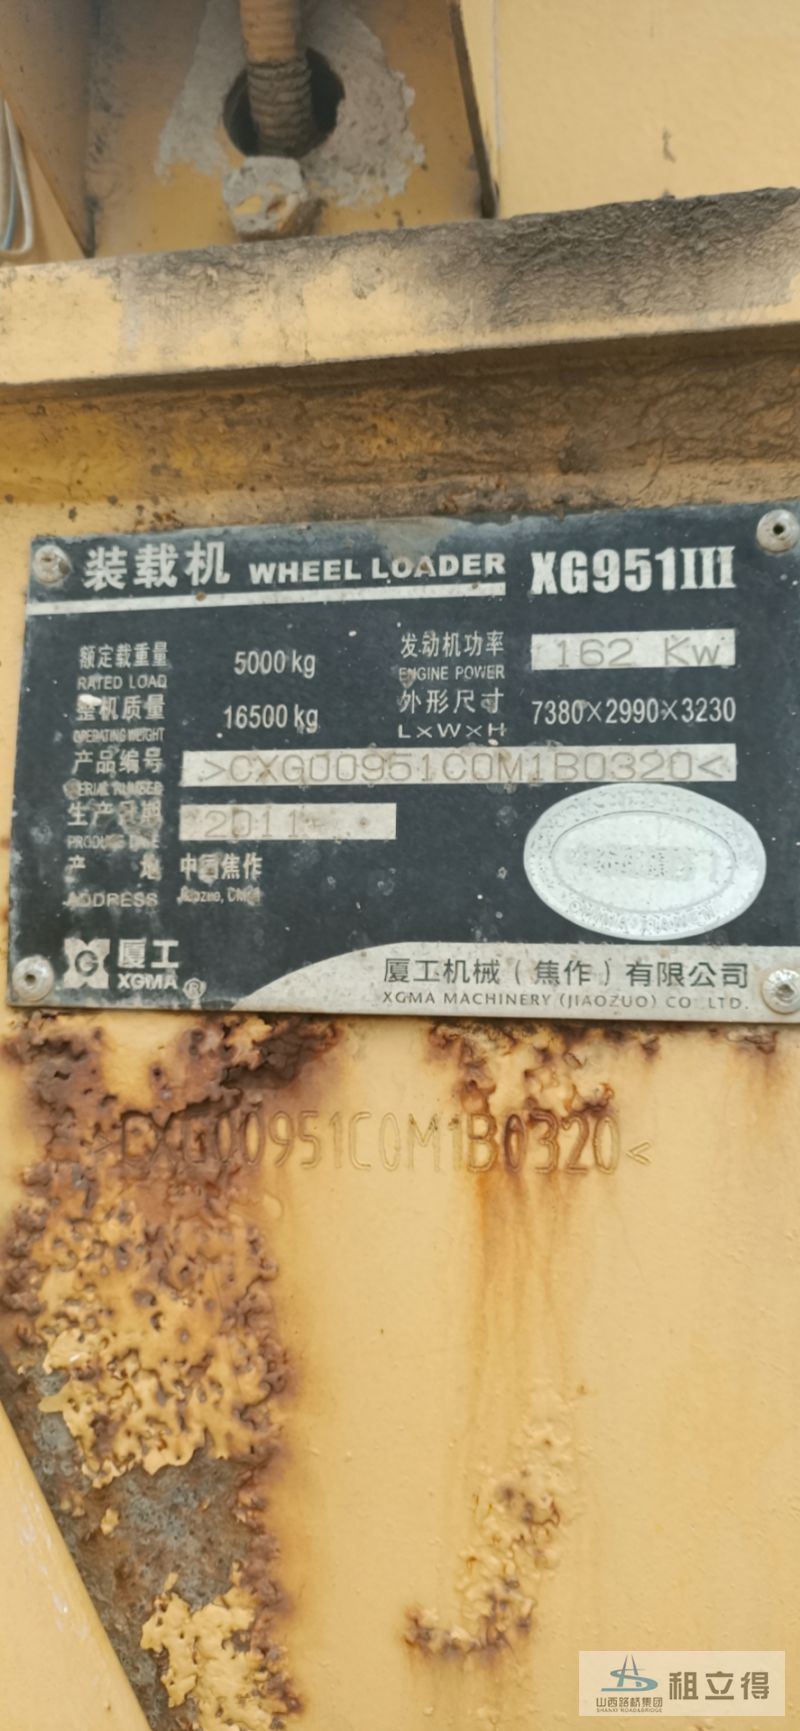 装载机 WHEEL LOADER XG951III
额定载重量 5000kg 发动机功率 162 Kw
RATED LOAD ENGINE POWER
整机质量 16500kg 外形尺寸 7380×2990×3230
OPERATING WEIGHT L×W×H
产品编号 >CXG00951C0M1B0320<
SERIAL NUMBER
生产日期 2011-
PRODUCE DATE
产 地 中国焦作
ADDRESS Jiaozuo, China
厦工
XGMA ®
厦工机械（焦作）有限公司
XGMA MACHINERY (JIAOZUO) CO.,LTD.
>CXG00951C0M1B0320<
山西路桥集团
SHANXI ROAD&BRIDGE
租立得